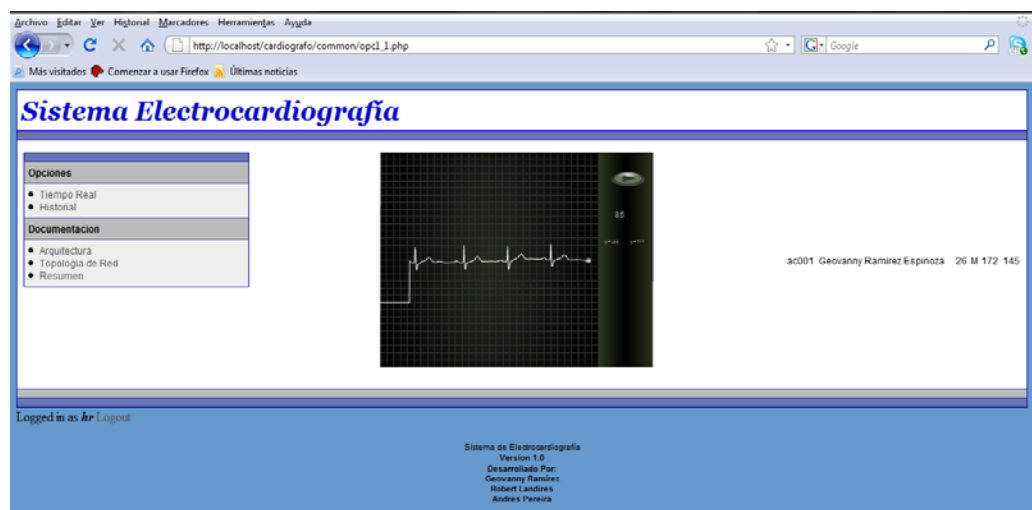 Archivo Editar Ver Historial Marcadores Herramientas Ayuda
http://localhost/cardiografo/common/opc1_1.php
Google
Más visitados Comenzar a usar Firefox Últimas noticias
Sistema Electrocardiografía
Opciones
Tiempo Real
Historial
Documentacion
Arquitectura
Topologia de Red
Resumen
ac001 Geovanny Ramirez Espinoza 26 M 172 145
Logged in as hr Logout
Sistema de Electrocardiografía
Version 1.0
Desarrollado Por:
Geovanny Ramírez
Robert Landires
Andres Pereira